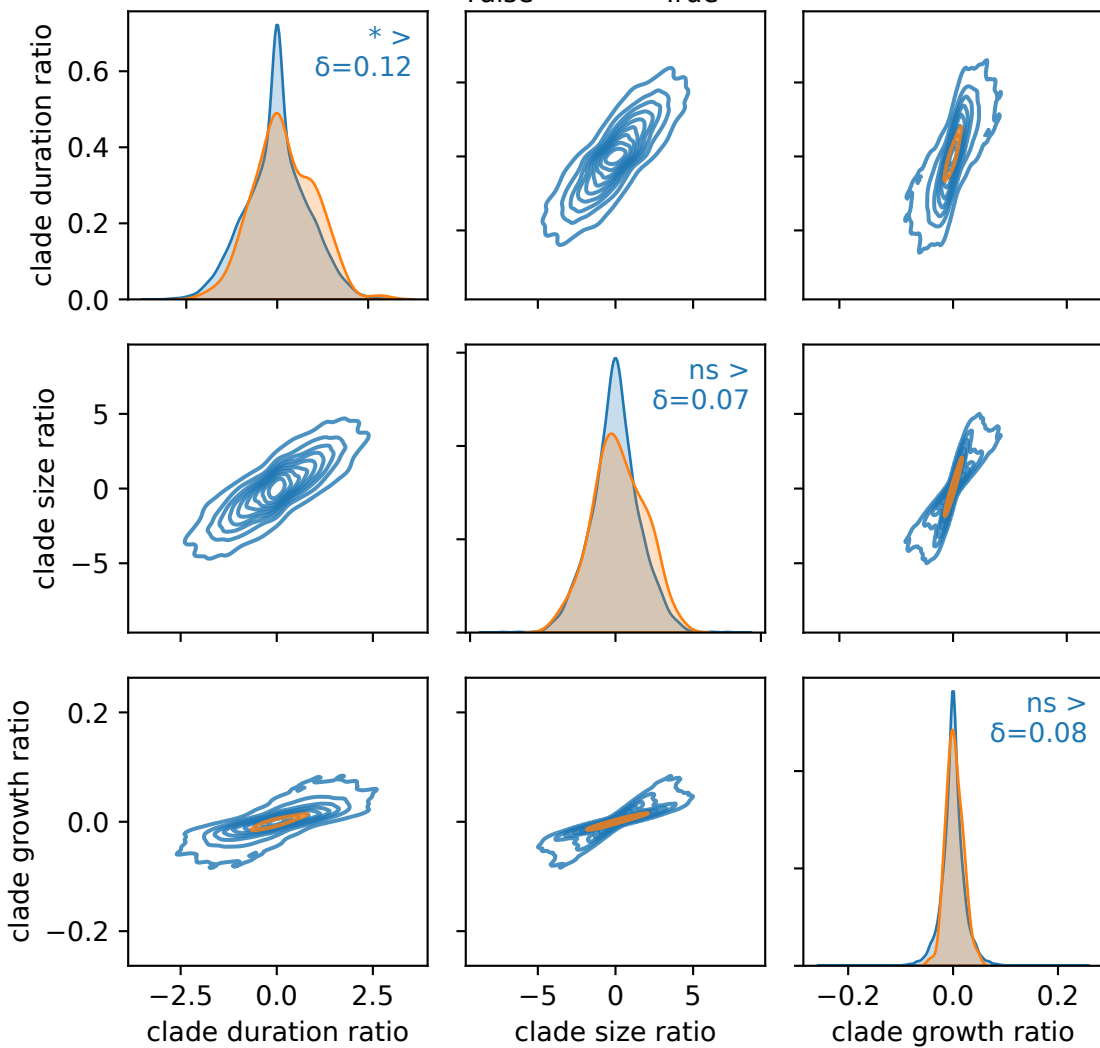 clade duration ratio
0.6
0.4
0.2
0.0
* >
δ=0.12
clade size ratio
5
0
−5
ns >
δ=0.07
clade growth ratio
0.2
0.0
−0.2
ns >
δ=0.08
−2.5 0.0 2.5
−5 0 5
−0.2 0.0 0.2
clade duration ratio
clade size ratio
clade growth ratio